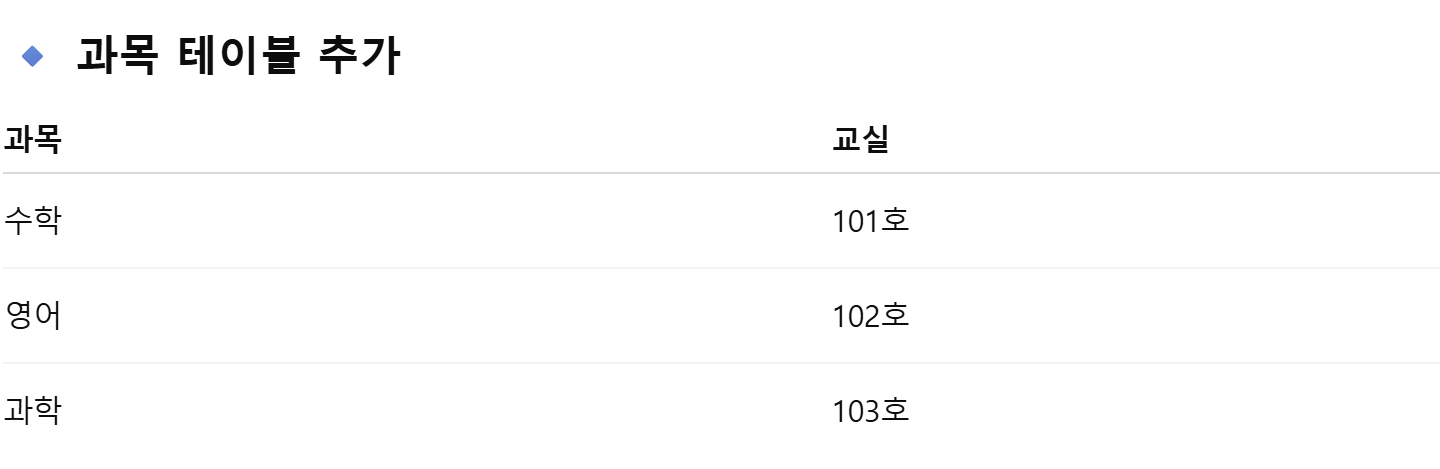 과목 테이블 추가
과목 교실
수학 101호
영어 102호
과학 103호